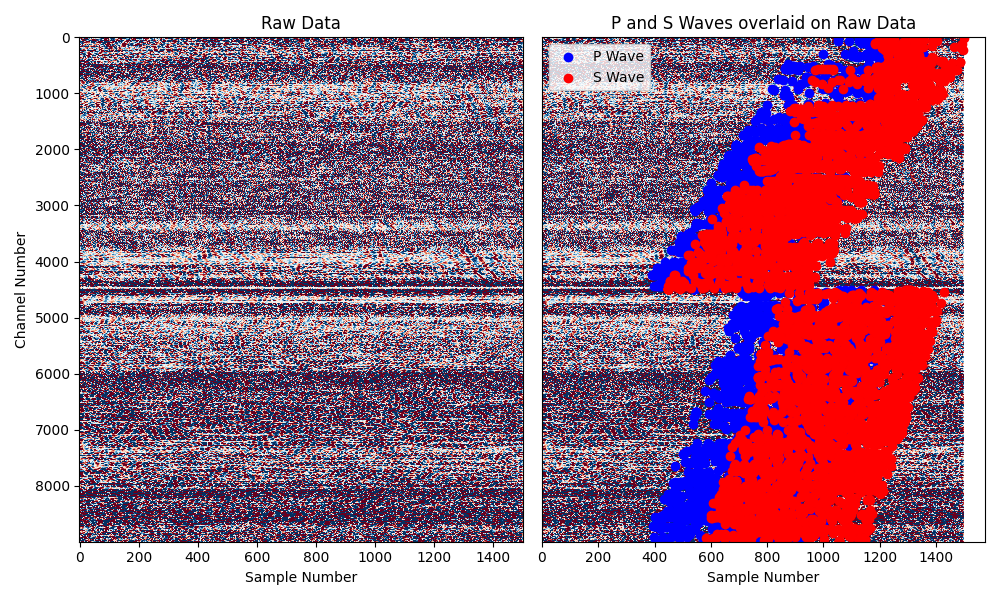 Raw Data
P and S Waves overlaid on Raw Data
P Wave
S Wave
Channel Number
0
1000
2000
3000
4000
5000
6000
7000
8000
0 200 400 600 800 1000 1200 1400
Sample Number
0 200 400 600 800 1000 1200 1400
Sample Number